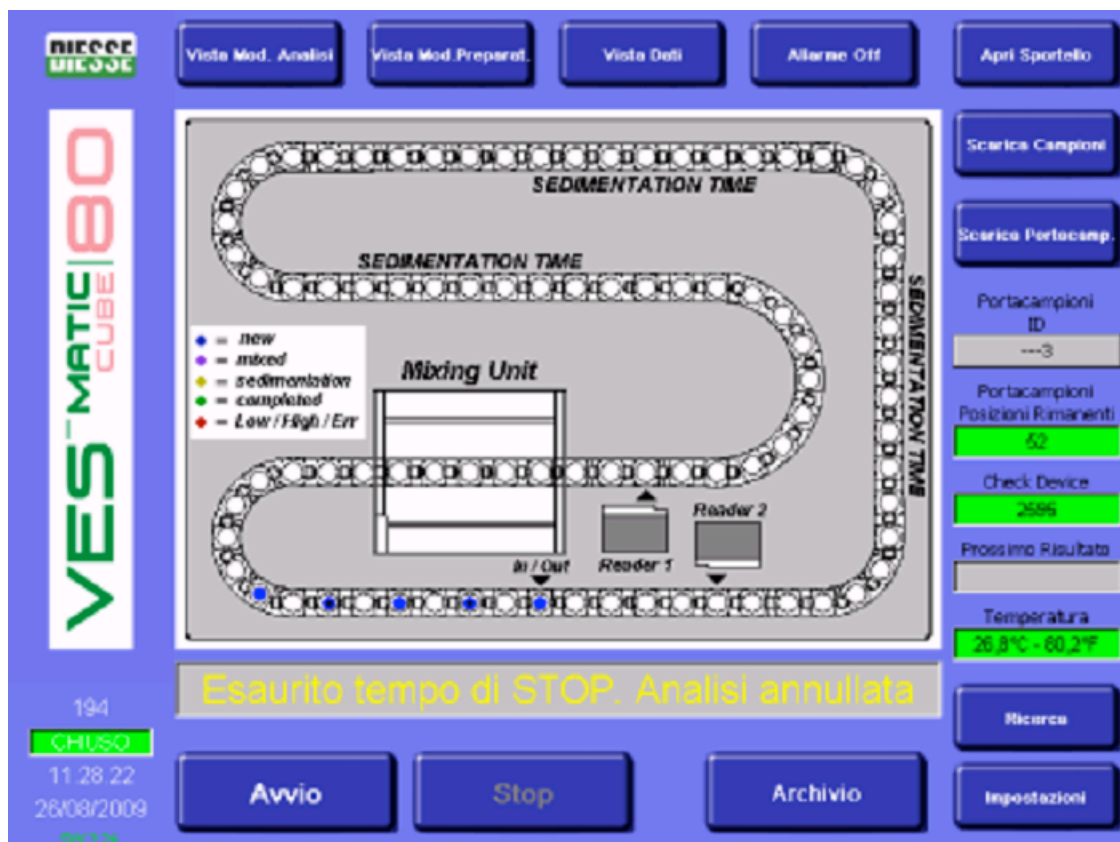 DIESSE
DIESSE
Vista Mod. Analisi
Vista Mod.Preparat.
Vista Dati
Allarme Off
Apri Sportello
VES-MATIC|80
CUBE
SEDIMENTATION TIME
SEDIMENTATION TIME
SEDIMENTATION TIME
= new
= mixed
= sedimentation
= completed
= Low / High / Err
Mixing Unit
In / Out
Reader 1
Reader 2
Scarica Campioni
Scarica Portacamp.
Portacampioni
ID
---3
Portacampioni
Posizioni Rimanenti
52
Check Device
Prossimo Risultato
Temperatura
26,8°C - 80,2°F
Esaurito tempo di STOP. Analisi annullata
194
CHIUSO
11.28.22
26/08/2009
Avvio
Stop
Archivio
Ricerca
Impostazioni